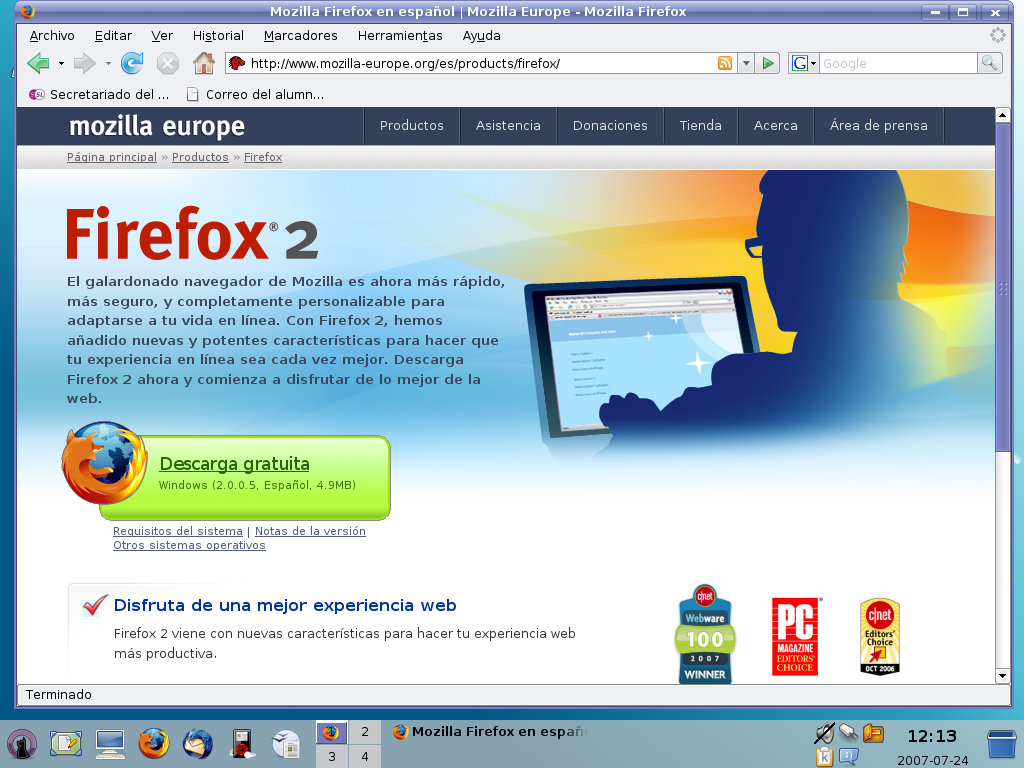 Mozilla Firefox en español | Mozilla Europe - Mozilla Firefox
Archivo Editar Ver Historial Marcadores Herramientas Ayuda
http://www.mozilla-europe.org/es/products/firefox/ G Google
Secretariado del ... Correo del alumn...
mozilla europe Productos Asistencia Donaciones Tienda Acerca Área de prensa
Página principal » Productos » Firefox
Firefox® 2
El galardonado navegador de Mozilla es ahora más rápido,
más seguro, y completamente personalizable para
adaptarse a tu vida en línea. Con Firefox 2, hemos
añadido nuevas y potentes características para hacer que
tu experiencia en línea sea cada vez mejor. Descarga
Firefox 2 ahora y comienza a disfrutar de lo mejor de la
web.
Descarga gratuita
Windows (2.0.0.5, Español, 4.9MB)
Requisitos del sistema | Notas de la versión
Otros sistemas operativos
Disfruta de una mejor experiencia web
Firefox 2 viene con nuevas características para hacer tu experiencia web
más productiva.
c|net
Webware
100
2007
WINNER
PC
MAGAZINE
EDITORS'
CHOICE
c|net
Editors'
Choice
OCT 2006
Terminado
2
3 4
Mozilla Firefox en españ
12:13
2007-07-24